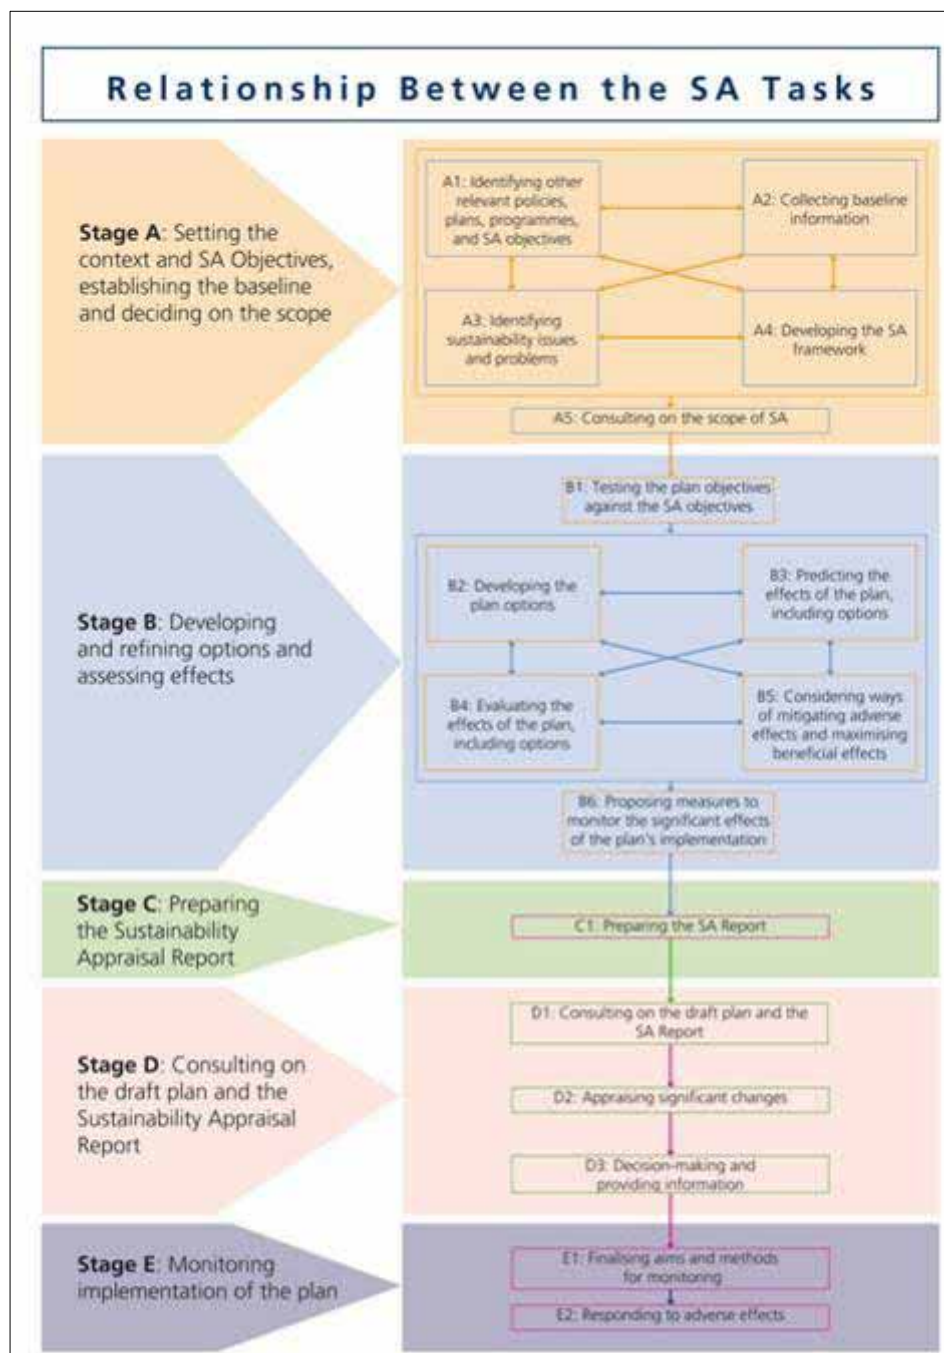 Relationship Between the SA Tasks
Stage A: Setting the
context and SA Objectives,
establishing the baseline
and deciding on the scope
A1: Identifying other
relevant policies,
plans, programmes,
and SA objectives
A2: Collecting baseline
information
A3: Identifying
sustainability issues
and problems
A4: Developing the SA
framework
A5: Consulting on the scope of SA
Stage B: Developing
and refining options and
assessing effects
B1: Testing the plan objectives
against the SA objectives
B2: Developing the
plan options
B3: Predicting the
effects of the plan,
including options
B4: Evaluating the
effects of the plan,
including options
B5: Considering ways
of mitigating adverse
effects and maximising
beneficial effects
B6: Proposing measures to
monitor the significant effects
of the plan's implementation
Stage C: Preparing
the Sustainability
Appraisal Report
C1: Preparing the SA Report
Stage D: Consulting on
the draft plan and the
Sustainability Appraisal
Report
D1: Consulting on the draft plan and the
SA Report
D2: Appraising significant changes
D3: Decision-making and
providing information
Stage E: Monitoring
implementation of the plan
E1: Finalising aims and methods
for monitoring
E2: Responding to adverse effects